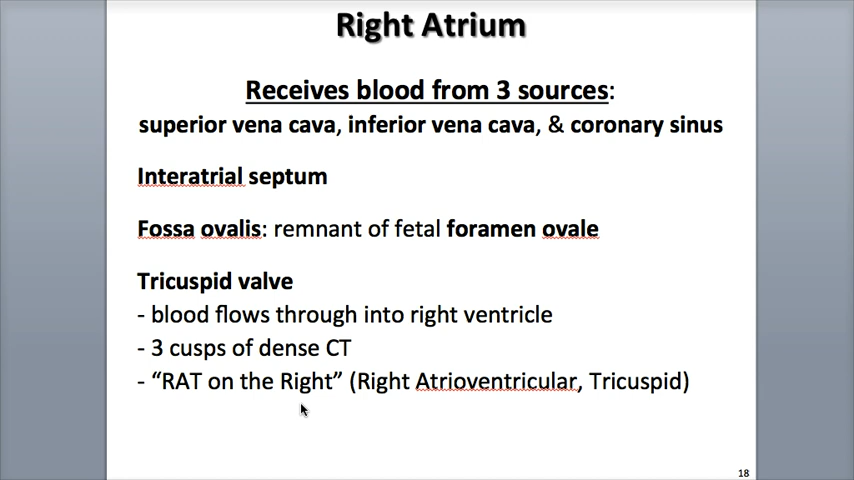 Right Atrium
Receives blood from 3 sources:
superior vena cava, inferior vena cava, & coronary sinus
Interatrial septum
Fossa ovalis: remnant of fetal foramen ovale
Tricuspid valve
- blood flows through into right ventricle
- 3 cusps of dense CT
- “RAT on the Right” (Right Atrioventricular, Tricuspid)
18